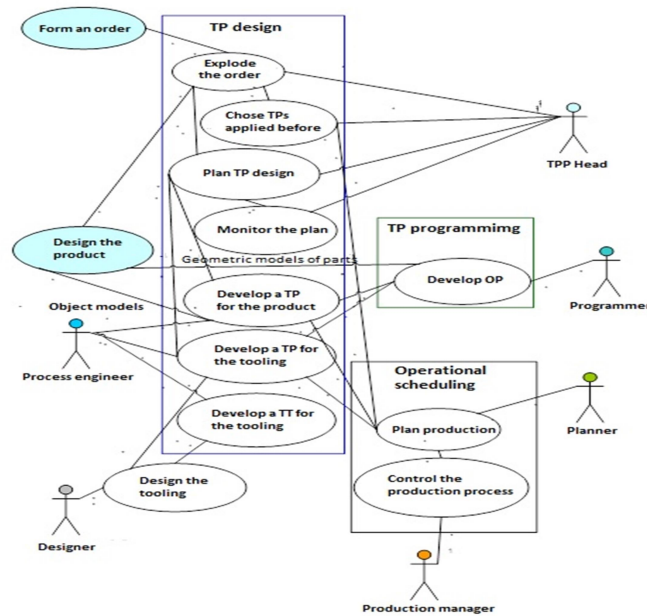 Form an order
TP design
Explode
the order
Chose TPs
applied before
TPP Head
Plan TP design
Monitor the plan
TP programmimg
Design the
product
Geometric models of parts
Develop OP
Programmer
Object models
Develop a TP
for the product
Process engineer
Develop a TP for
the tooling
Operational
scheduling
Develop a TT for
the tooling
Plan production
Planner
Design the
tooling
Control the
production process
Designer
Production manager